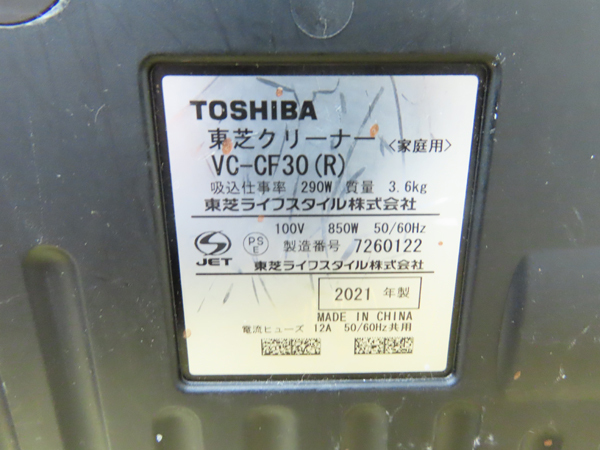 TOSHIBA
東芝クリーナー〈家庭用〉
VC-CF30(R)
吸込仕事率 290W 質量 3.6kg
東芝ライフスタイル株式会社
100V 850W 50/60Hz
JET PS E 製造番号 7260122
東芝ライフスタイル株式会社
2021 年製
MADE IN CHINA
電流ヒューズ 12A 50/60Hz共用